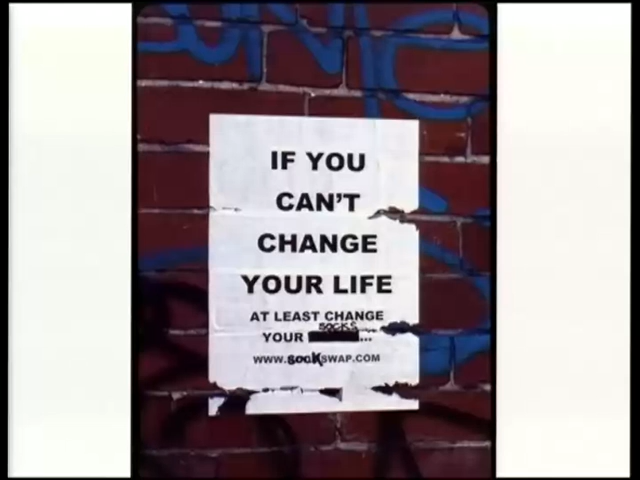 IF YOU
CAN'T
CHANGE
YOUR LIFE
AT LEAST CHANGE
SOCKS
YOUR ...
WWW.SOCKSWAP.COM